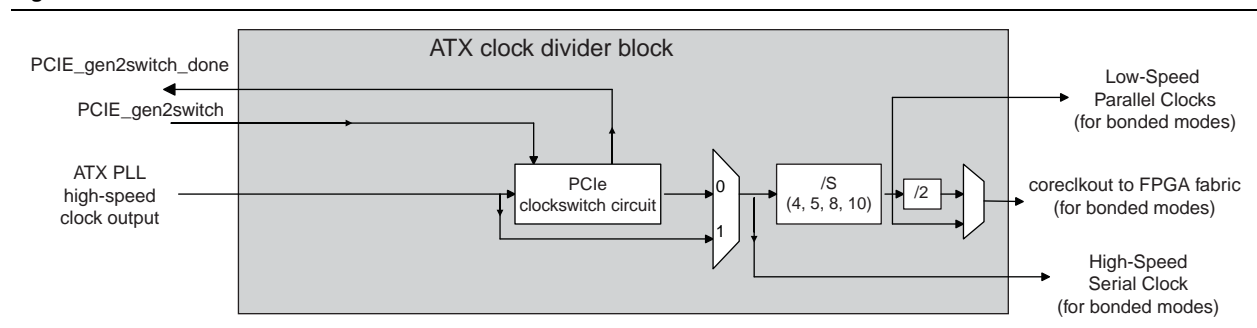 ATX clock divider block
PCIE_gen2switch_done
PCIE_gen2switch
ATX PLL
high-speed
clock output
PCIe
clockswitch circuit
0
1
/S
(4, 5, 8, 10)
/2
Low-Speed
Parallel Clocks
(for bonded modes)
coreclkout to FPGA fabric
(for bonded modes)
High-Speed
Serial Clock
(for bonded modes)